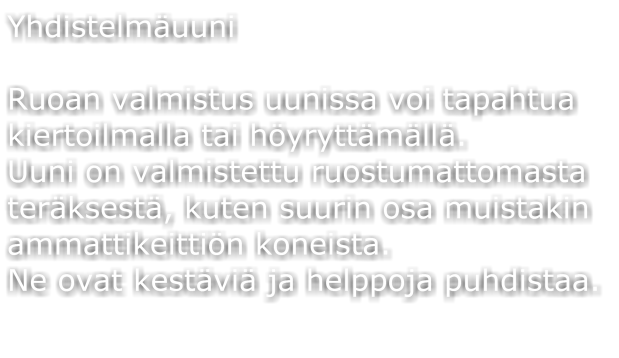 Yhdistelmäuuni
Ruoan valmistus uunissa voi tapahtua
kiertoilmalla tai höyryttämällä.
Uuni on valmistettu ruostumattomasta
teräksestä, kuten suurin osa muistakin
ammattikeittiön koneista.
Ne ovat kestäviä ja helppoja puhdistaa.